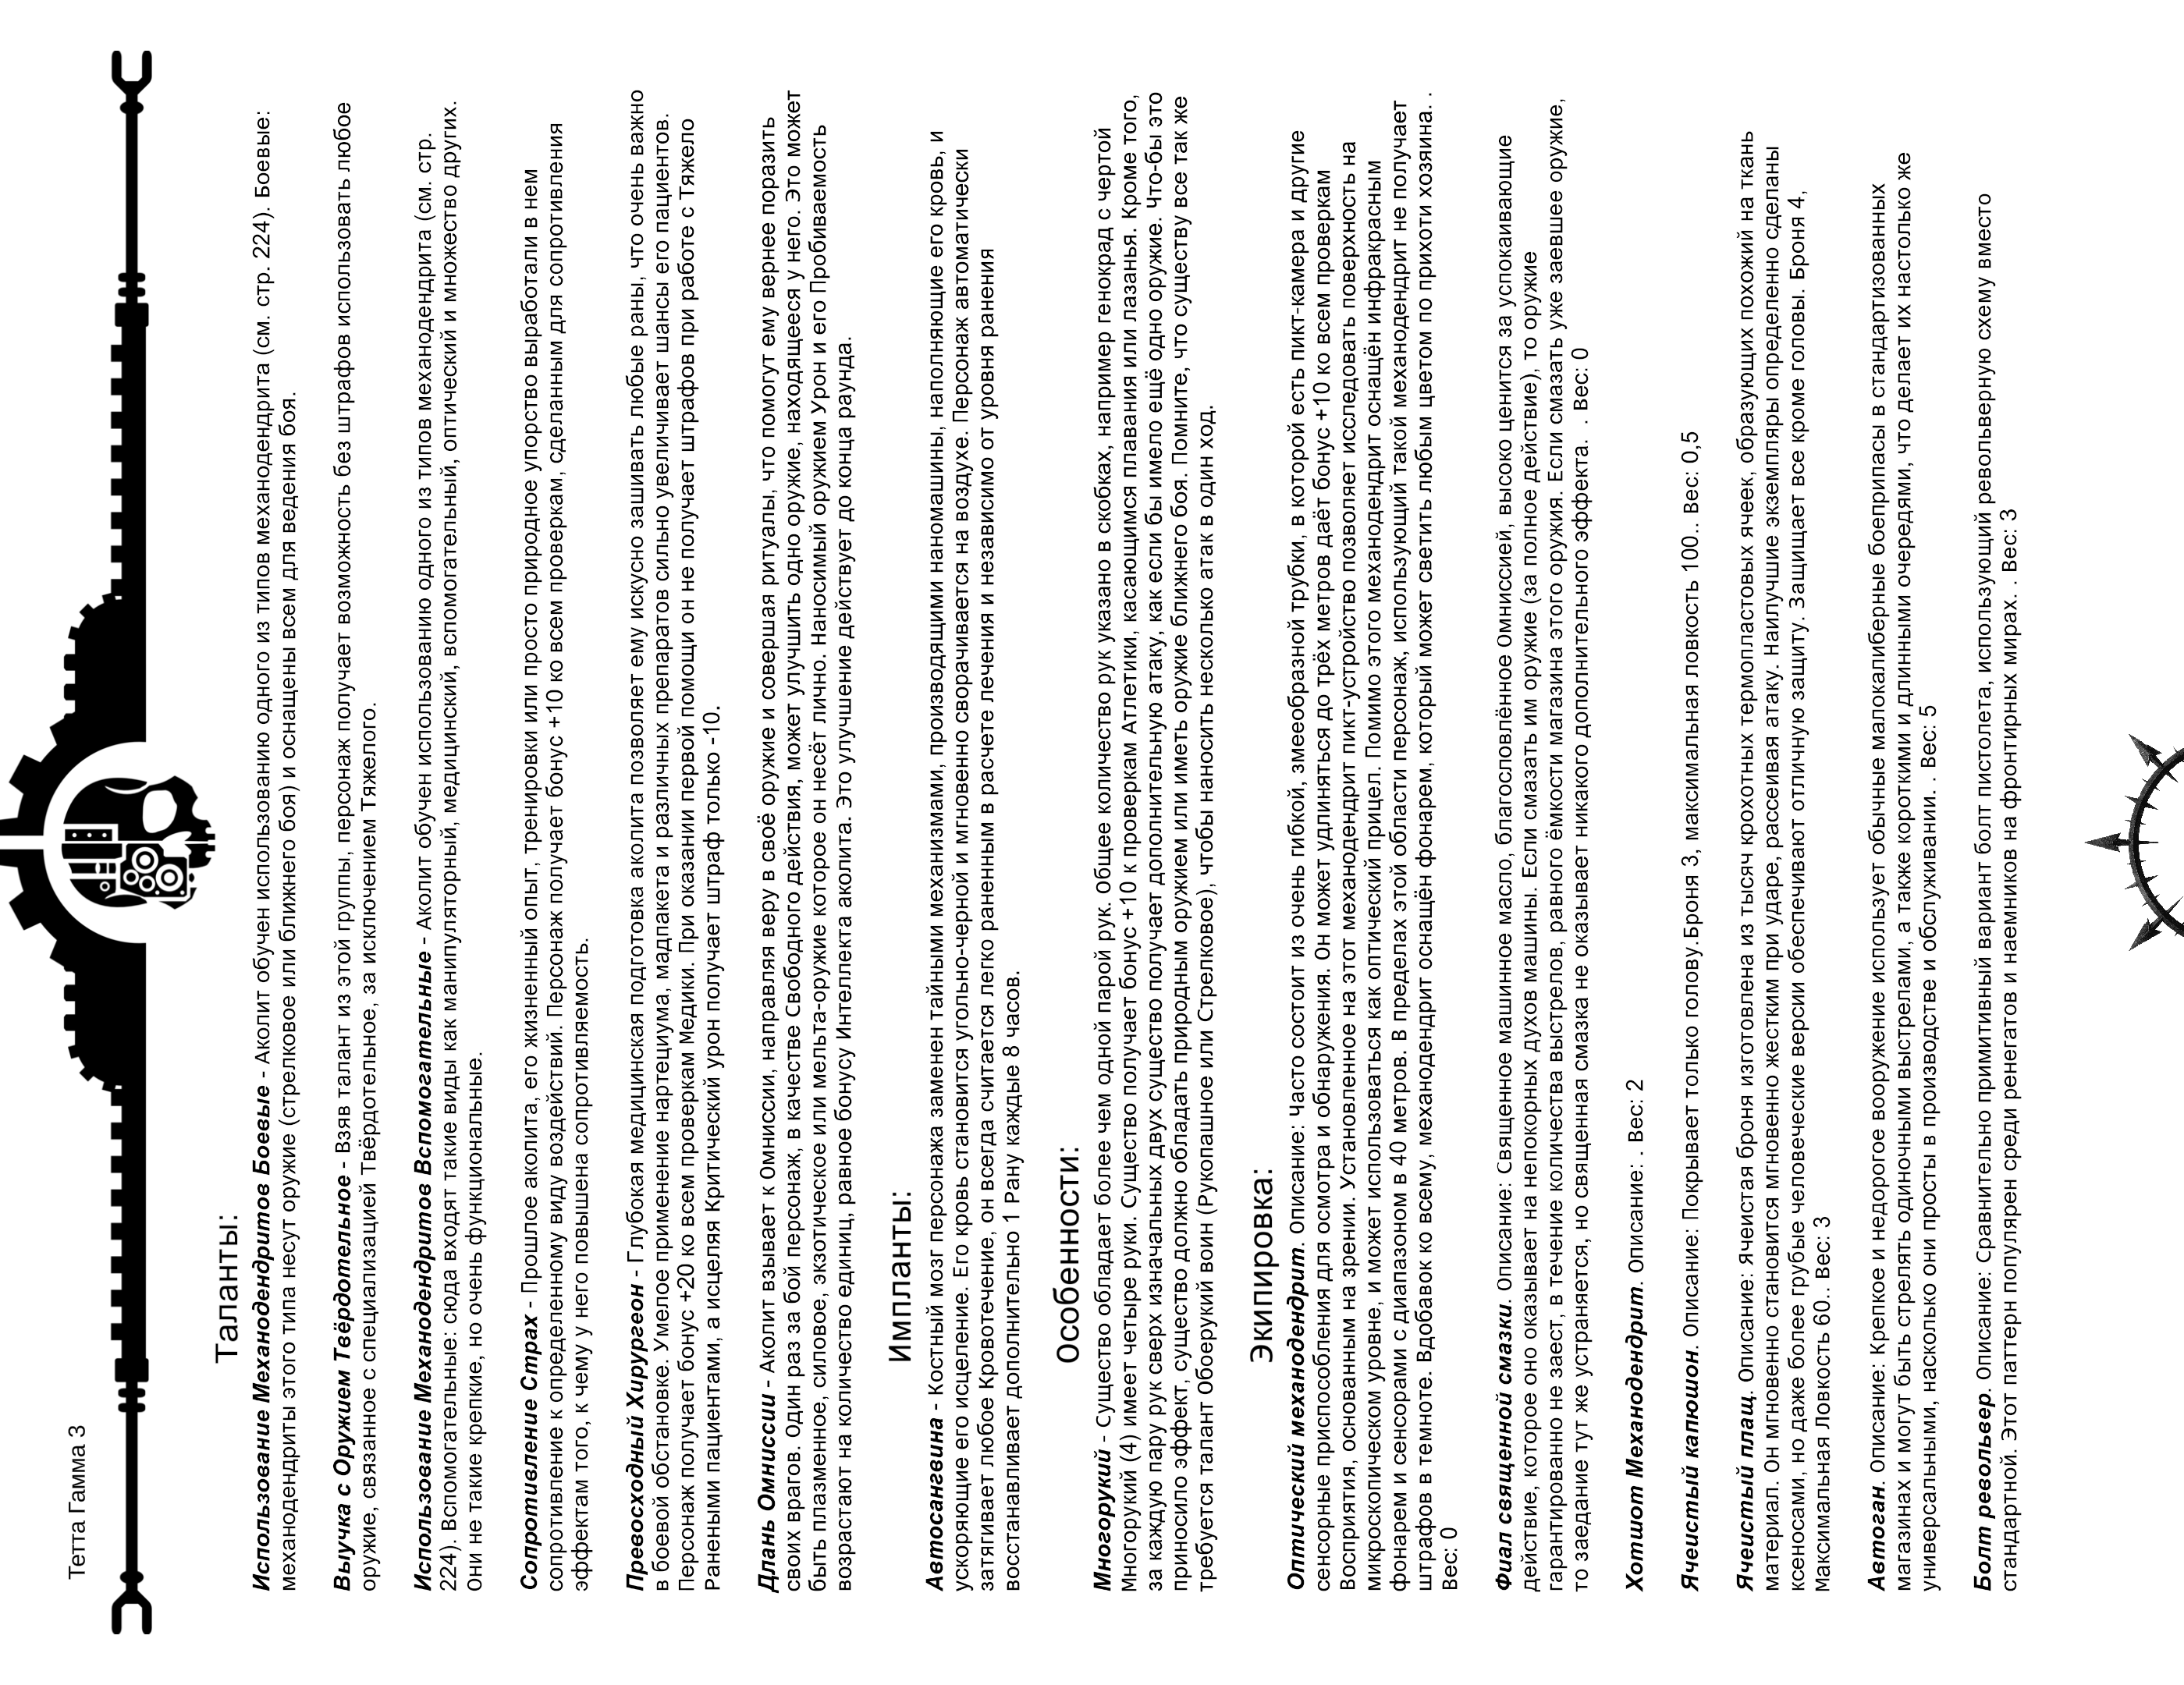 Тетта Гамма 3
Таланты:
Использование Механодендритов Боевые - Аколит обучен использованию одного из типов механодендрита (см. стр. 224). Боевые:
механодендриты этого типа несут оружие (стрелковое или ближнего боя) и оснащены всем для ведения боя.
Выучка с Оружием Твёрдотельное - Взяв талант из этой группы, персонаж получает возможность без штрафов использовать любое
оружие, связанное с специализацией Твёрдотельное, за исключением Тяжелого.
Использование Механодендритов Вспомогательные - Аколит обучен использованию одного из типов механодендрита (см. стр.
224). Вспомогательные: сюда входят такие виды как манипуляторный, медицинский, вспомогательный, оптический и множество других.
Они не такие крепкие, но очень функциональные.
Сопротивление Страх - Прошлое аколита, его жизненный опыт, тренировки или просто природное упорство выработали в нем
сопротивление к определенному виду воздействий. Персонаж получает бонус +10 ко всем проверкам, сделанным для сопротивления
эффектам того, к чему у него повышена сопротивляемость.
Превосходный Хирургеон - Глубокая медицинская подготовка аколита позволяет ему искусно зашивать любые раны, что очень важно
в боевой обстановке. Умелое применение нартециума, мадпакета и различных препаратов сильно увеличивает шансы его пациентов.
Персонаж получает бонус +20 ко всем проверкам Медики. При оказании первой помощи он не получает штрафов при работе с Тяжело
Ранеными пациентами, а исцеляя Критический урон получает штраф только -10.
Длань Омниссии - Аколит взывает к Омниссии, направляя веру в своё оружие и совершая ритуалы, что помогут ему вернее поразить
своих врагов. Один раз за бой персонаж, в качестве Свободного действия, может улучшить одно оружие, находящееся у него. Это может
быть плазменное, силовое, экзотическое или мельта-оружие которое он несёт лично. Наносимый оружием Урон и его Пробиваемость
возрастают на количество единиц, равное бонусу Интеллекта аколита. Это улучшение действует до конца раунда.
Импланты:
Автосангвина - Костный мозг персонажа заменен тайными механизмами, производящими наномашины, наполняющие его кровь, и
ускоряющие его исцеление. Его кровь становится угольно-черной и мгновенно сворачивается на воздухе. Персонаж автоматически
затягивает любое Кровотечение, он всегда считается легко раненным в расчете лечения и независимо от уровня ранения
восстанавливает дополнительно 1 Рану каждые 8 часов.
Особенности:
Многорукий - Существо обладает более чем одной парой рук. Общее количество рук указано в скобках, например генокрад с чертой
Многорукий (4) имеет четыре руки. Существо получает бонус +10 к проверкам Атлетики, касающимся плавания или лазанья. Кроме того,
за каждую пару рук сверх изначальных двух существо получает дополнительную атаку, как если бы имело ещё одно оружие. Что-бы это
приносило эффект, существо должно обладать природным оружием или иметь оружие ближнего боя. Помните, что существу все так же
требуется талант Обоерукий воин (Рукопашное или Стрелковое), чтобы наносить несколько атак в один ход.
Экипировка:
Оптический механодендрит. Описание: Часто состоит из очень гибкой, змееобразной трубки, в которой есть пикт-камера и другие
сенсорные приспособления для осмотра и обнаружения. Он может удлиняться до трёх метров даёт бонус +10 ко всем проверкам
Восприятия, основанным на зрении. Установленное на этот механодендрит пикт-устройство позволяет исследовать поверхность на
микроскопическом уровне, и может использоваться как оптический прицел. Помимо этого механодендрит оснащён инфракрасным
фонарем и сенсорами с диапазоном в 40 метров. В пределах этой области персонаж, использующий такой механодендрит не получает
штрафов в темноте. Вдобавок ко всему, механодендрит оснащён фонарем, который может светить любым цветом по прихоти хозяина. .
Вес: 0
Фиал священной смазки. Описание: Священное машинное масло, благословлённое Омниссией, высоко ценится за успокаивающие
действие, которое оно оказывает на непокорных духов машины. Если смазать им оружие (за полное действие), то оружие
гарантированно не заест, в течение количества выстрелов, равного ёмкости магазина этого оружия. Если смазать уже заевшее оружие,
то заедание тут же устраняется, но священная смазка не оказывает никакого дополнительного эффекта. . Вес: 0
Хотшот Механодендрит. Описание: . Вес: 2
Ячеистый капюшон. Описание: Покрывает только голову.Броня 3, максимальная ловкость 100.. Вес: 0,5
Ячеистый плащ. Описание: Ячеистая броня изготовлена из тысяч крохотных термопластовых ячеек, образующих похожий на ткань
материал. Он мгновенно становится мгновенно жестким при ударе, рассеивая атаку. Наилучшие экземпляры определенно сделаны
ксеносами, но даже более грубые человеческие версии обеспечивают отличную защиту. Защищает все кроме головы. Броня 4,
Максимальная Ловкость 60.. Вес: 3
Автоган. Описание: Крепкое и недорогое вооружение использует обычные малокалиберные боеприпасы в стандартизованных
магазинах и могут быть стрелять одиночными выстрелами, а также короткими и длинными очередями, что делает их настолько же
универсальными, насколько они просты в производстве и обслуживании. . Вес: 5
Болт револьвер. Описание: Сравнительно примитивный вариант болт пистолета, использующий револьверную схему вместо
стандартной. Этот паттерн популярен среди ренегатов и наемников на фронтирных мирах. . Вес: 3